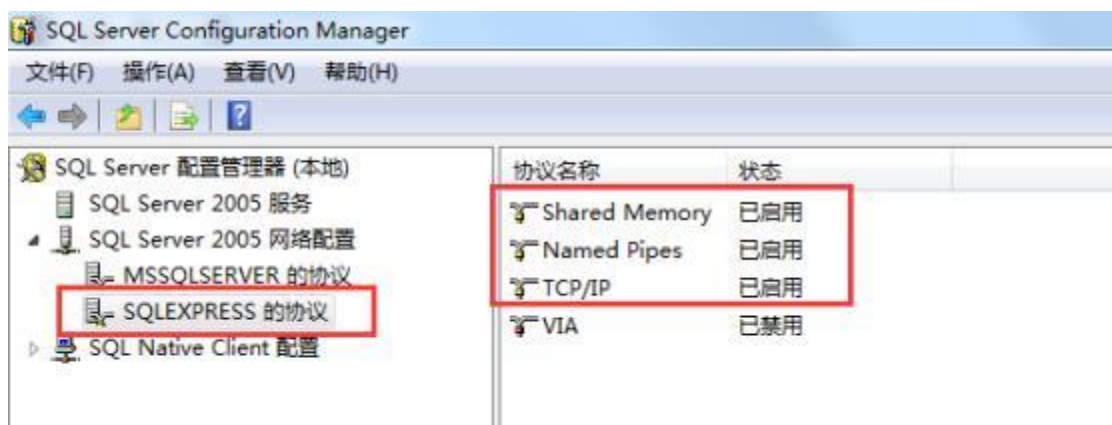 SQL Server Configuration Manager
文件(F) 操作(A) 查看(V) 帮助(H)
SQL Server 配置管理器 (本地)
SQL Server 2005 服务
SQL Server 2005 网络配置
MSSQLSERVER 的协议
SQLEXPRESS 的协议
SQL Native Client 配置
协议名称 状态
Shared Memory 已启用
Named Pipes 已启用
TCP/IP 已启用
VIA 已禁用